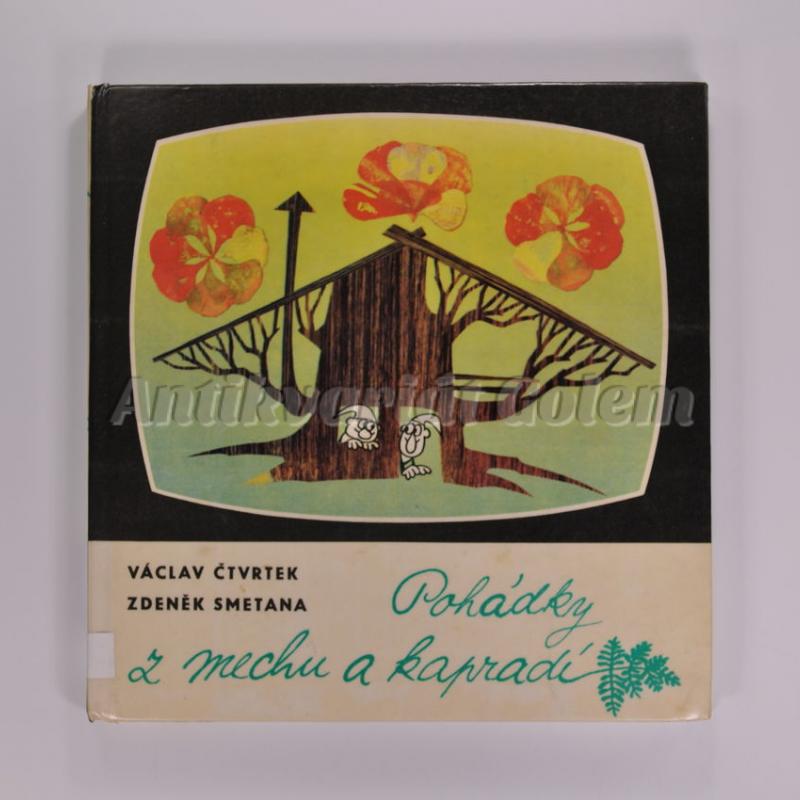 Antikvariát Golem
VÁCLAV ČTVRTEK
ZDENĚK SMETANA
Pohádky
z mechu a kapradí